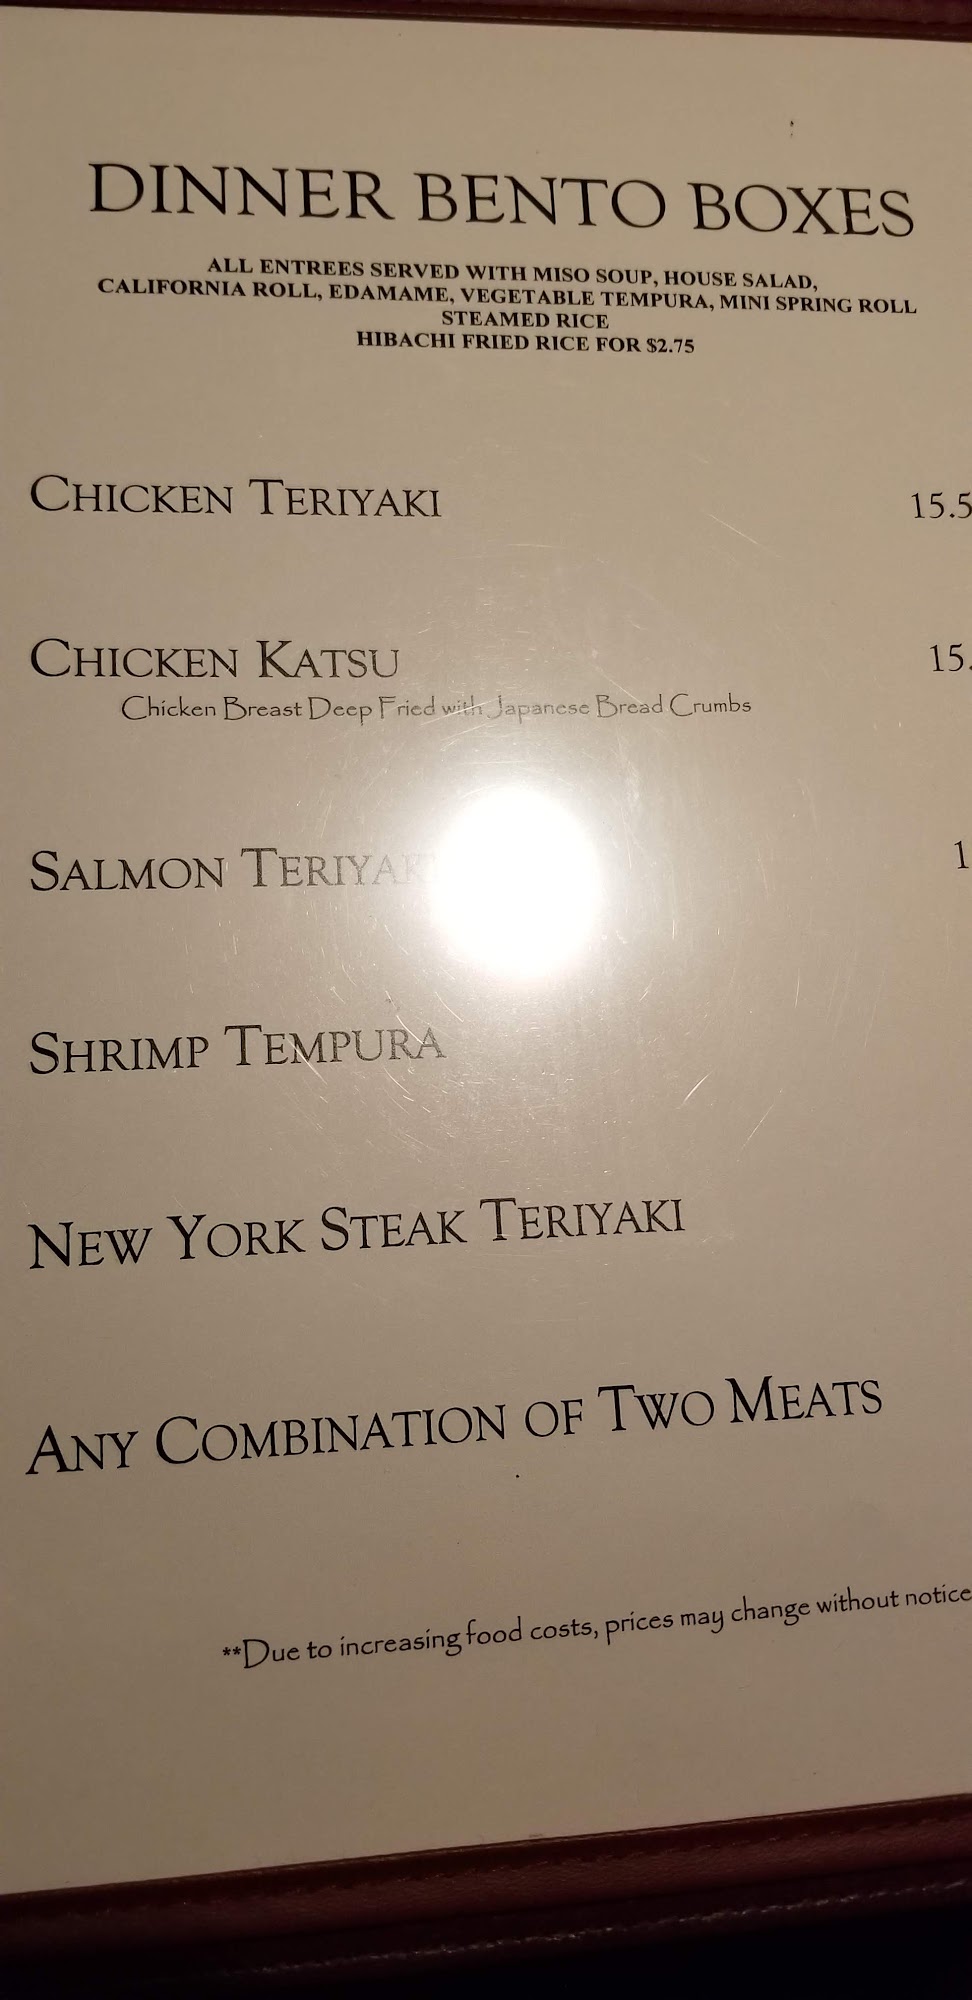 DINNER BENTO BOXES
ALL ENTREES SERVED WITH MISO SOUP, HOUSE SALAD,
CALIFORNIA ROLL, EDAMAME, VEGETABLE TEMPURA, MINI SPRING ROLL
STEAMED RICE
HIBACHI FRIED RICE FOR $2.75
CHICKEN TERIYAKI 15.5
CHICKEN KATSU 15.
Chicken Breast Deep Fried with Japanese Bread Crumbs
SALMON 1
SHRIMP TEMPURA
NEW YORK STEAK TERIYAKI
ANY COMBINATION OF TWO MEATS
**Due to increasing food costs, prices may change without notice